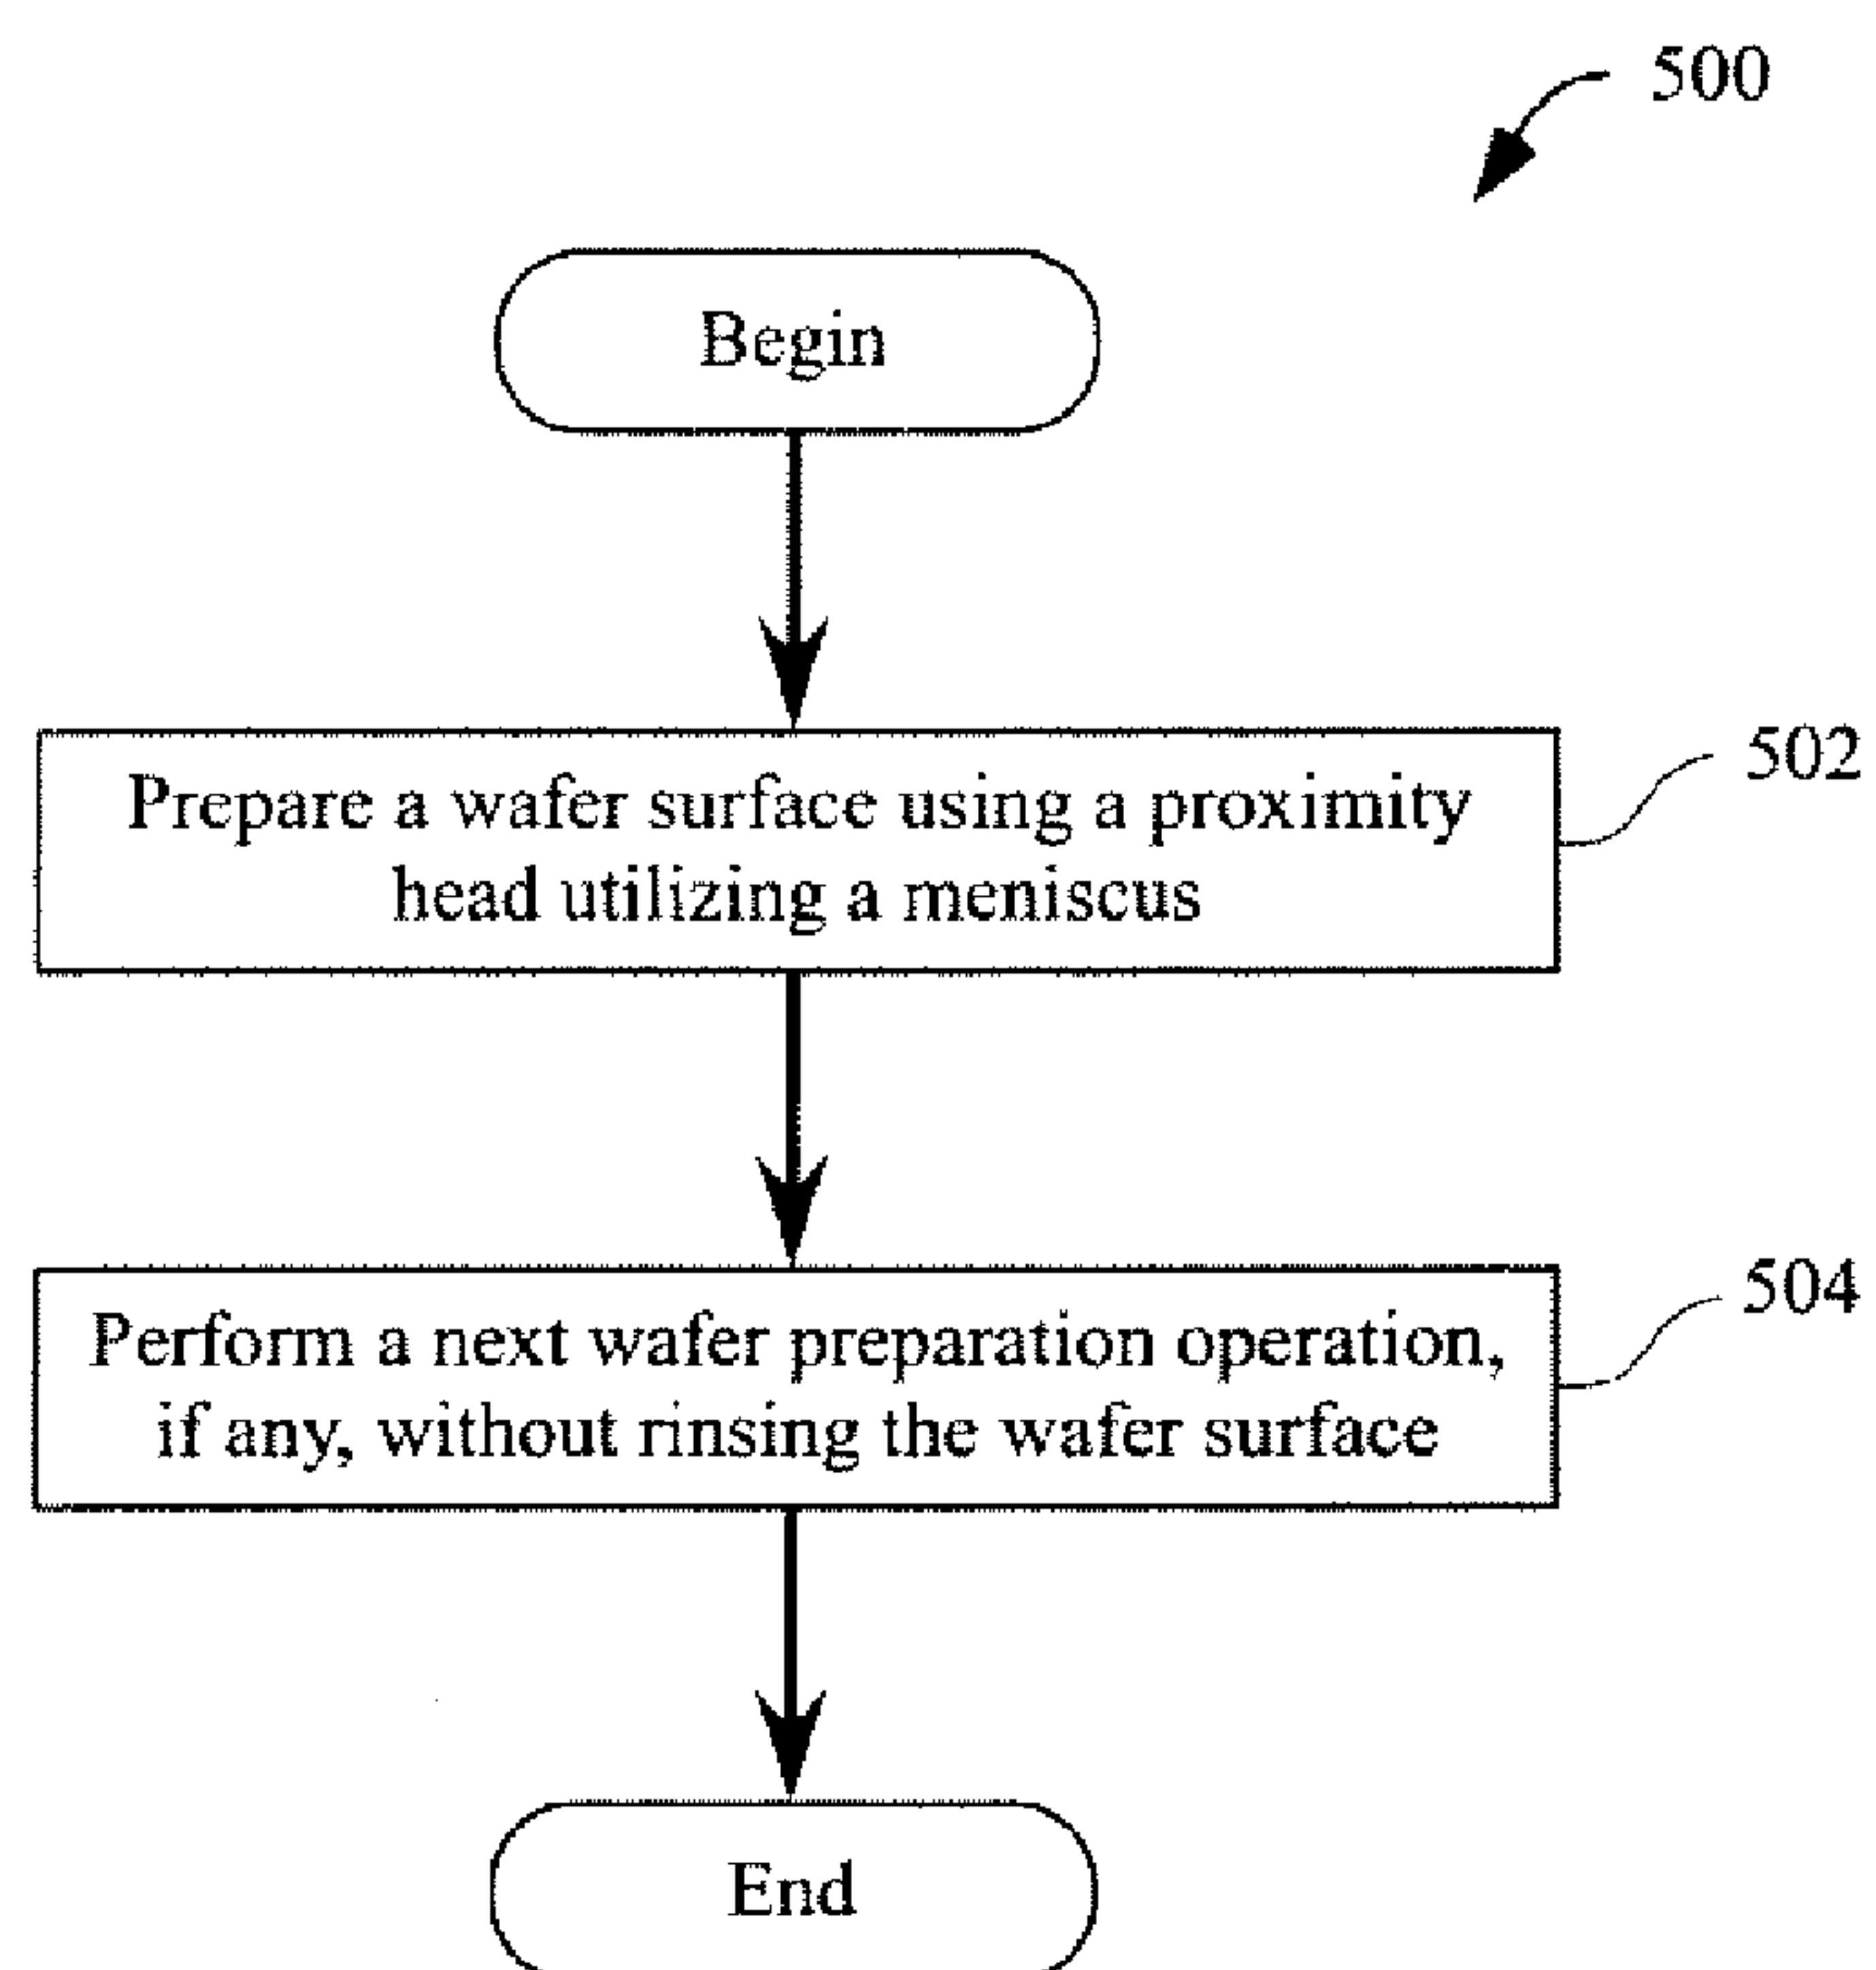 500
Begin
Prepare a wafer surface using a proximity
head utilizing a meniscus
502
Perform a next wafer preparation operation,
if any, without rinsing the wafer surface
504
End